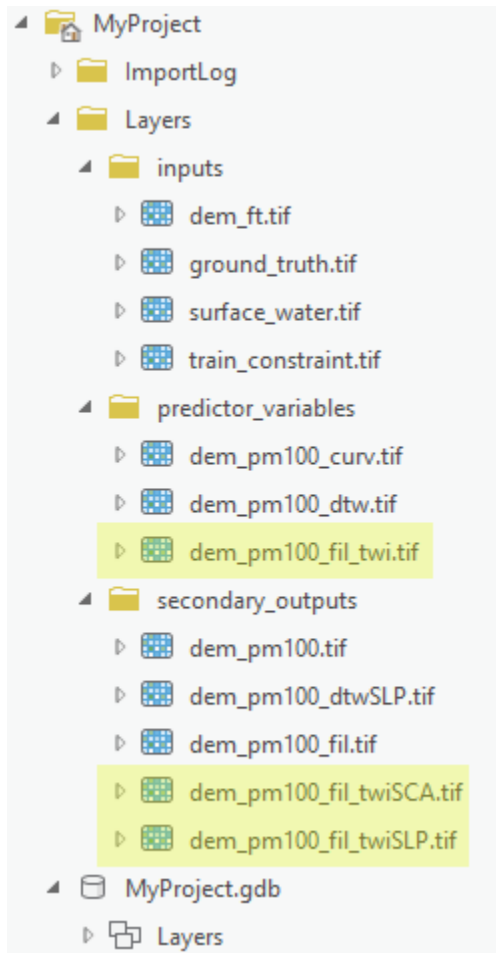 MyProject
ImportLog
Layers
inputs
dem_ft.tif
ground_truth.tif
surface_water.tif
train_constraint.tif
predictor_variables
dem_pm100_curv.tif
dem_pm100_dtw.tif
dem_pm100_fil_twi.tif
secondary_outputs
dem_pm100.tif
dem_pm100_dtwSLP.tif
dem_pm100_fil.tif
dem_pm100_fil_twiSCA.tif
dem_pm100_fil_twiSLP.tif
MyProject.gdb
Layers